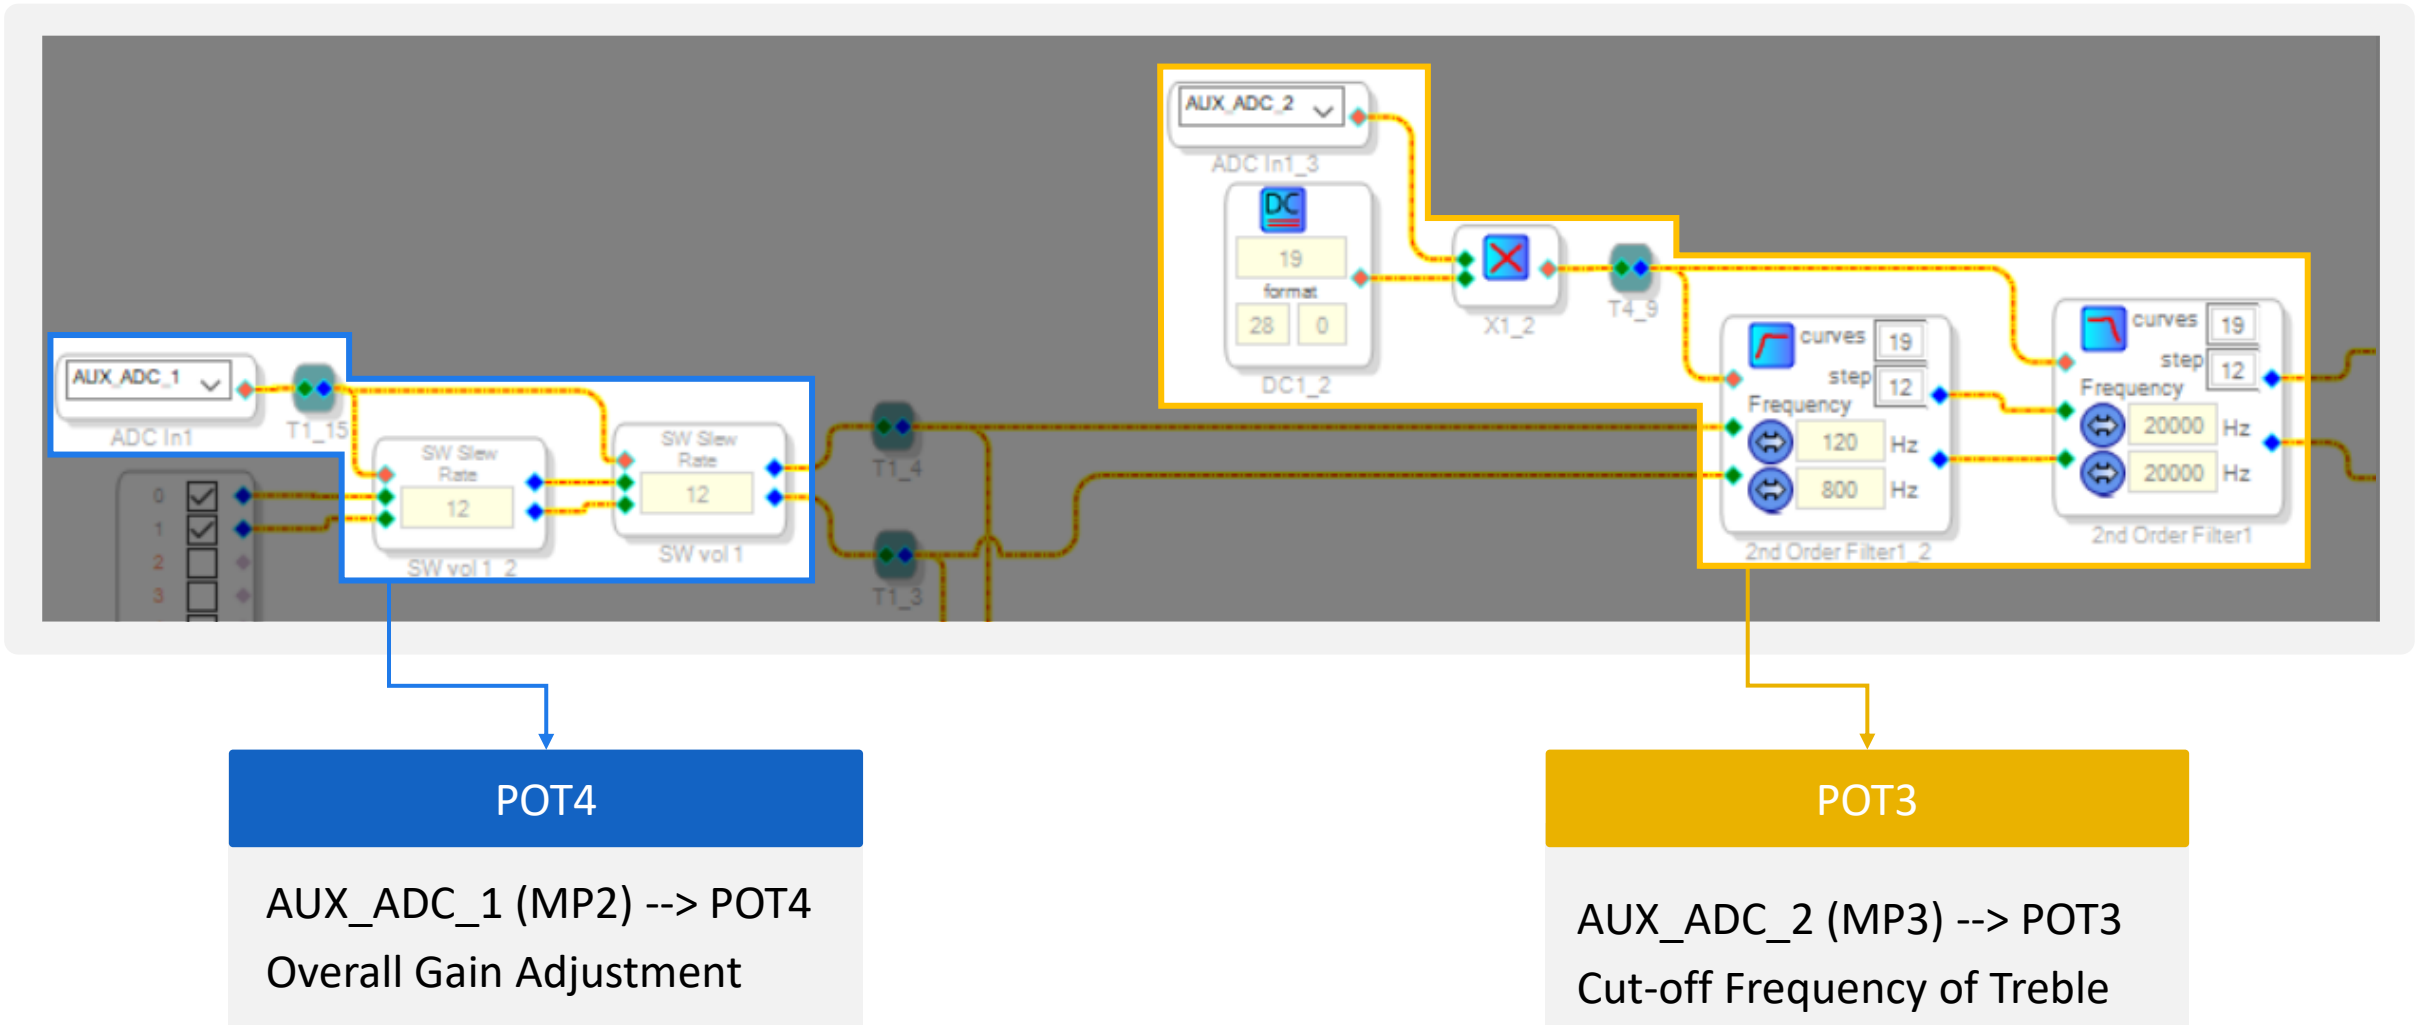 AUX_ADC_2
ADC In1_3
DC
19
format
28 0
DC1_2
X1_2
T4_9
curves 19
step 12
Frequency
120 Hz
800 Hz
2nd Order Filter1_2
curves 19
step 12
Frequency
20000 Hz
20000 Hz
2nd Order Filter1
AUX_ADC_1
ADC In1
T1_15
SW Slew
Rate
12
SW vol 1_2
SW Slew
Rate
12
SW vol 1
T1_4
T1_3
0
1
2
3
POT4
AUX_ADC_1 (MP2) --> POT4
Overall Gain Adjustment
POT3
AUX_ADC_2 (MP3) --> POT3
Cut-off Frequency of Treble